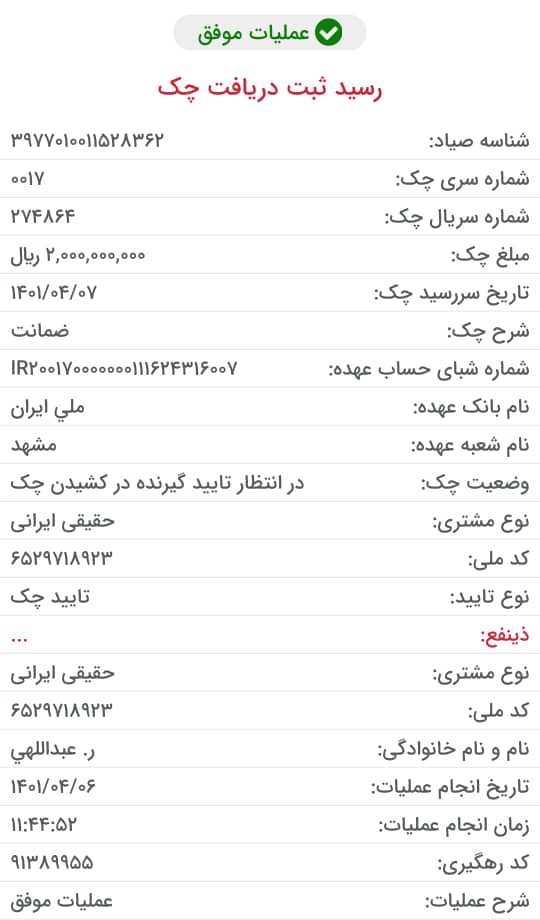 عملیات موفق
رسید ثبت دریافت چک
شناسه صیاد: ۳۹۷۷۰۱۰۰۱۱۵۲۸۳۶۲
شماره سری چک: ۰۰۱۷
شماره سریال چک: ۲۷۴۸۶۴
مبلغ چک: ۲,۰۰۰,۰۰۰,۰۰۰ ریال
تاریخ سررسید چک: ۱۴۰۱/۰۴/۰۷
شرح چک: ضمانت
شماره شبای حساب عهده: IR۲۰۰۱۷۰۰۰۰۰۰۰۱۱۱۶۲۴۳۱۶۰۰۷
نام بانک عهده: ملي ایران
نام شعبه عهده: مشهد
وضعیت چک: در انتظار تایید گیرنده در کشیدن چک
نوع مشتری: حقیقی ایرانی
کد ملی: ۶۵۲۹۷۱۸۹۲۳
نوع تایید: تایید چک
ذینفع: ...
نوع مشتری: حقیقی ایرانی
کد ملی: ۶۵۲۹۷۱۸۹۲۳
نام و نام خانوادگی: ر. عبداللهي
تاریخ انجام عملیات: ۱۴۰۱/۰۴/۰۶
زمان انجام عملیات: ۱۱:۴۴:۵۲
کد رهگیری: ۹۱۳۸۹۹۵۵
شرح عملیات: عملیات موفق